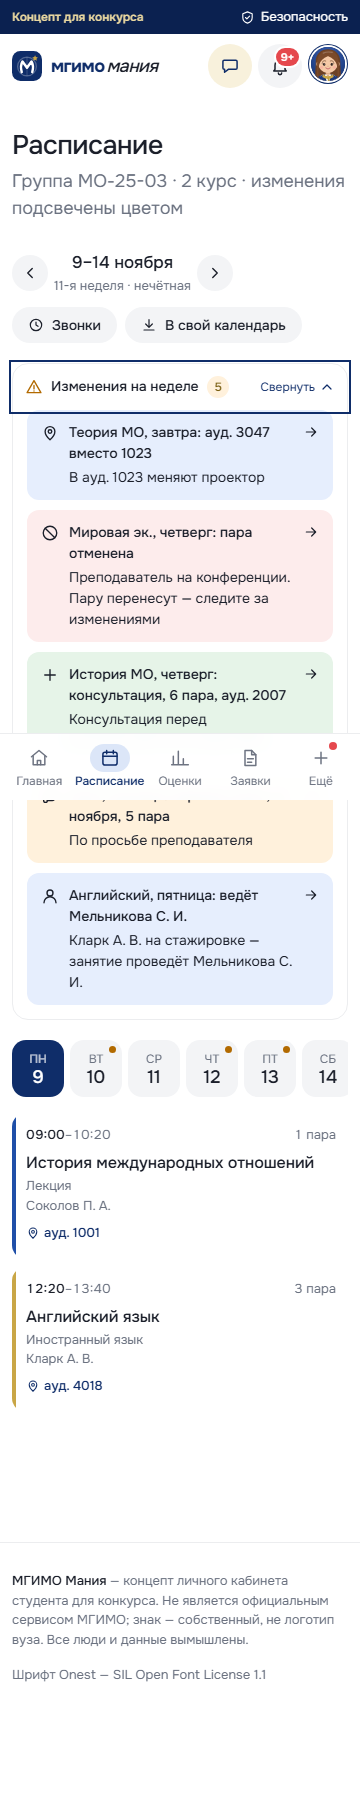 Концепт для конкурса
Безопасность
МГИМО мания
9+
Расписание
Группа МО-25-03 · 2 курс · изменения
подсвечены цветом
9–14 ноября
11-я неделя · нечётная
Звонки
В свой календарь
Изменения на неделе 5
Свернуть
Теория МО, завтра: ауд. 3047
вместо 1023
В ауд. 1023 меняют проектор
Мировая эк., четверг: пара
отменена
Преподаватель на конференции.
Пару перенесут — следите за
изменениями
История МО, четверг:
консультация, 6 пара, ауд. 2007
Консультация перед
Главная
Расписание
Оценки
Заявки
Ещё
ноября, 5 пара
По просьбе преподавателя
Английский, пятница: ведёт
Мельникова С. И.
Кларк А. В. на стажировке —
занятие проведёт Мельникова С.
И.
ПН 9
ВТ 10
СР 11
ЧТ 12
ПТ 13
СБ 14
09:00–10:20
1 пара
История международных отношений
Лекция
Соколов П. А.
ауд. 1001
12:20–13:40
3 пара
Английский язык
Иностранный язык
Кларк А. В.
ауд. 4018
МГИМО Мания — концепт личного кабинета
студента для конкурса. Не является официальным
сервисом МГИМО; знак — собственный, не логотип
вуза. Все люди и данные вымышлены.
Шрифт Onest — SIL Open Font License 1.1